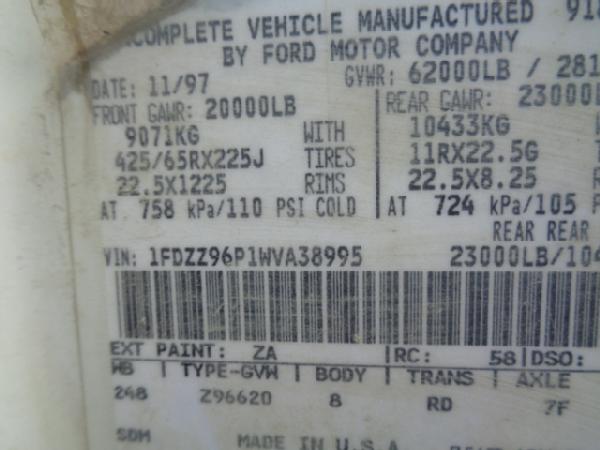 INCOMPLETE VEHICLE MANUFACTURED 918
BY FORD MOTOR COMPANY
DATE: 11/97 GVWR: 62000LB / 281
FRONT GAWR: 20000LB REAR GAWR: 23000L
9071KG WITH 10433KG
425/65RX225J TIRES 11RX22.5G T
22.5X1225 RIMS 22.5X8.25
AT 758 kPa/110 PSI COLD AT 724 kPa/105 P
REAR REAR
VIN: 1FDZZ96P1WVA38995 23000LB/104
EXT PAINT: ZA RC: 58 DSO:
WB TYPE-GVW BODY TRANS AXLE
248 Z96620 8 RD 7F
SDM MADE IN U.S.A